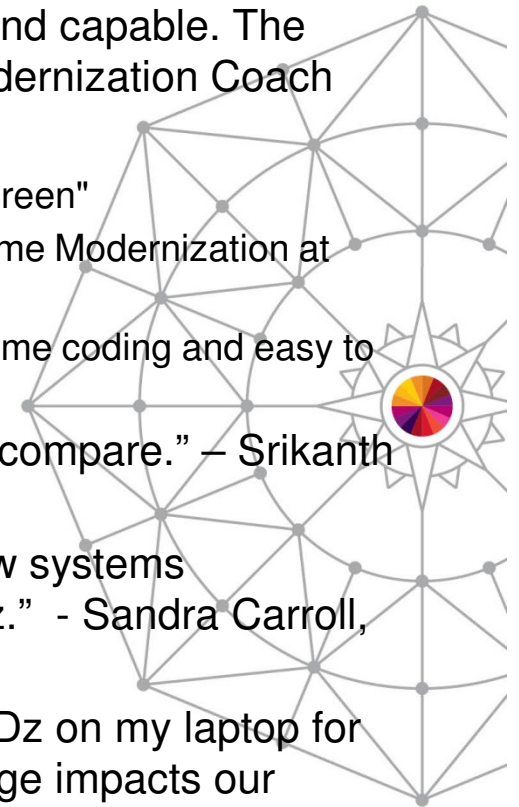 nd capable. The
dernization Coach
reen"
me Modernization at
me coding and easy to
compare.” – Srikanth
w systems
z.” - Sandra Carroll,
Dz on my laptop for
ge impacts our